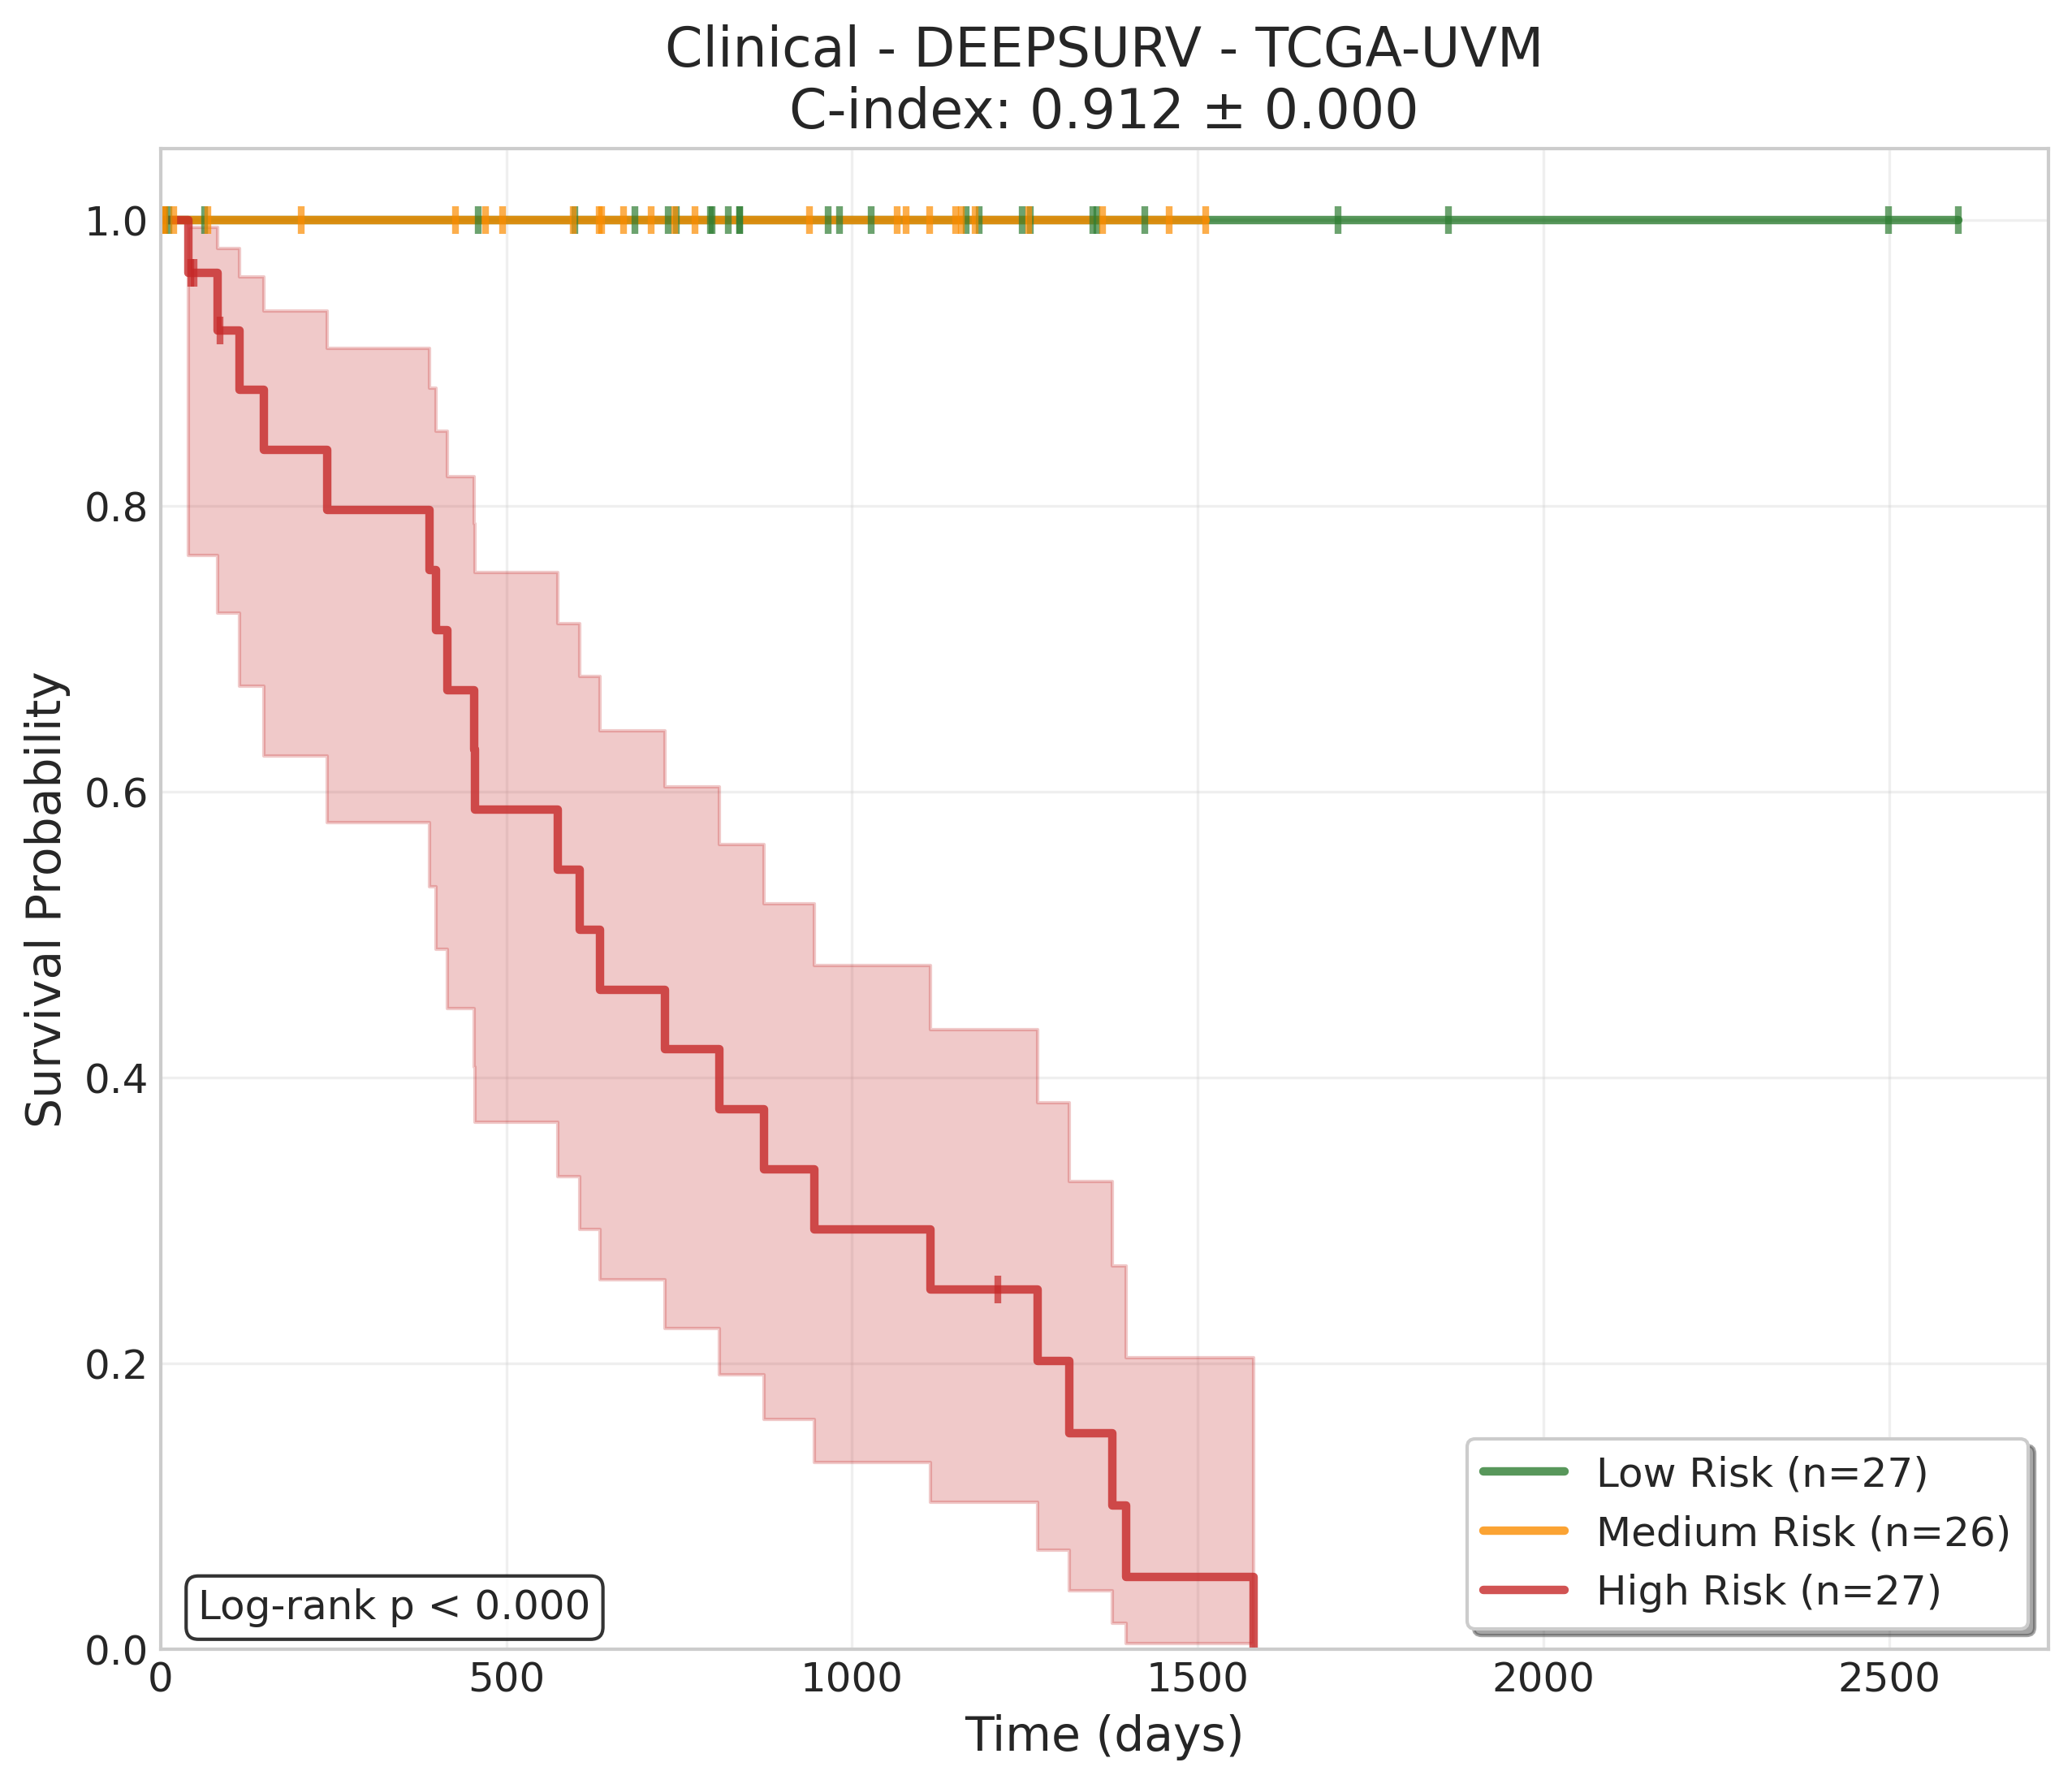 Clinical - DEEPSURV - TCGA-UVM
C-index: 0.912 ± 0.000
Survival Probability
1.0
0.8
0.6
0.4
0.2
0.0
Log-rank p < 0.000
Low Risk (n=27)
Medium Risk (n=26)
High Risk (n=27)
0 500 1000 1500 2000 2500
Time (days)